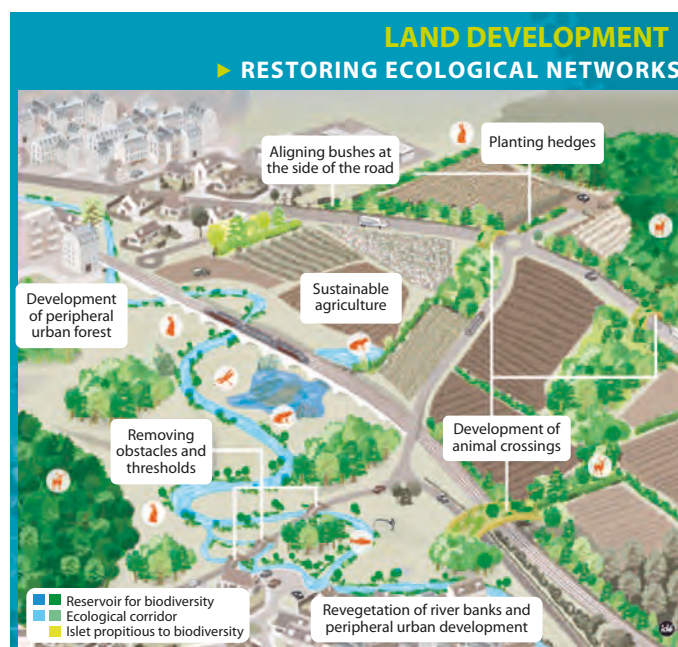 LAND DEVELOPMENT
► RESTORING ECOLOGICAL NETWORKS
Planting hedges
Aligning bushes at
the side of the road
Sustainable
agriculture
Development
of peripheral
urban forest
Removing
obstacles and
thresholds
Development of
animal crossings
Reservoir for biodiversity
Ecological corridor
Islet propitious to biodiversity
Revegetation of river banks and
peripheral urban development